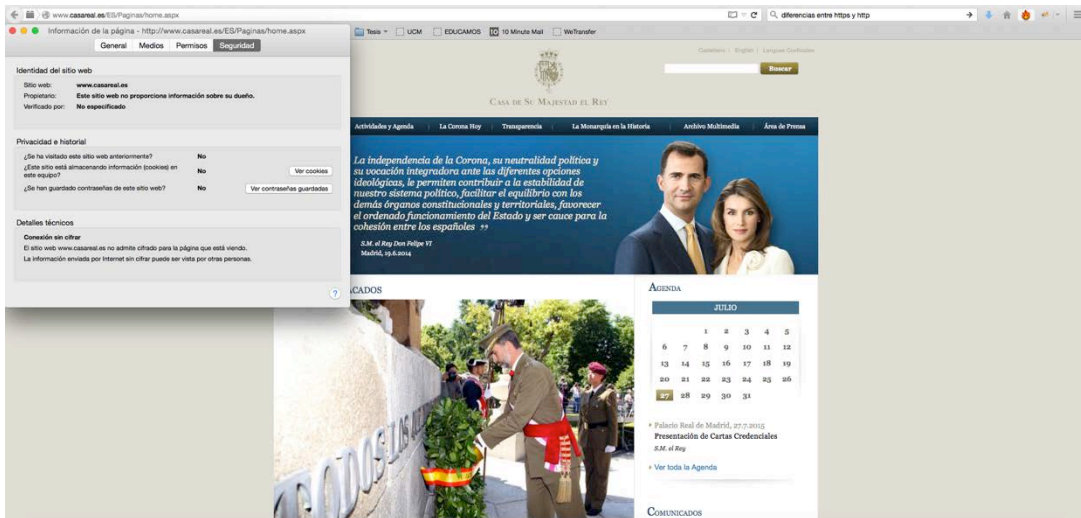 www.casareal.es/ES/Paginas/home.aspx
diferencias entre https y http
Información de la página - http://www.casareal.es/ES/Paginas/home.aspx
General Medios Permisos Seguridad
Tesis UCM EDUCAMOS 10 10 Minute Mail WeTransfer
Identidad del sitio web
Sitio web: www.casareal.es
Propietario: Este sitio web no proporciona información sobre su dueño.
Verificado por: No especificado
Privacidad e historial
¿Se ha visitado este sitio web anteriormente? No
¿Este sitio está almacenando información (cookies) en
este equipo? No Ver cookies
¿Se han guardado contraseñas de este sitio web? No Ver contraseñas guardadas
Detalles técnicos
Conexión sin cifrar
El sitio web www.casareal.es no admite cifrado para la página que está viendo.
La información enviada por Internet sin cifrar puede ser vista por otras personas.
?
Castellano | English | Lenguas Cooficiales
Buscar
CASA DE SU MAJESTAD EL REY
Actividades y Agenda La Corona Hoy Transparencia La Monarquía en la Historia Archivo Multimedia Área de Prensa
La independencia de la Corona, su neutralidad política y
su vocación integradora ante las diferentes opciones
ideológicas, le permiten contribuir a la estabilidad de
nuestro sistema político, facilitar el equilibrio con los
demás órganos constitucionales y territoriales, favorecer
el ordenado funcionamiento del Estado y ser cauce para la
cohesión entre los españoles ”
S.M. el Rey Don Felipe VI
Madrid, 19.6.2014
ACADOS
AGENDA
JULIO
1 2 3 4 5
6 7 8 9 10 11 12
13 14 15 16 17 18 19
20 21 22 23 24 25 26
27 28 29 30 31
Palacio Real de Madrid, 27.7.2015
Presentación de Cartas Credenciales
S.M. el Rey
Ver toda la Agenda
COMUNICADOS